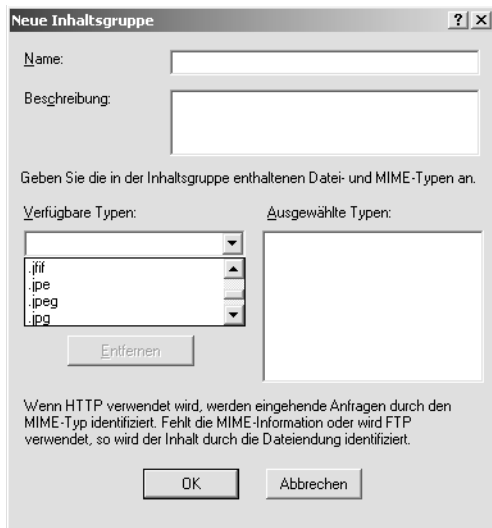 Neue Inhaltsgruppe
Name:
Beschreibung:
Geben Sie die in der Inhaltsgruppe enthaltenen Datei- und MIME-Typen an.
Verfügbare Typen:
Ausgewählte Typen:
.jfif
.jpe
.jpeg
.jpg
Entfernen
Wenn HTTP verwendet wird, werden eingehende Anfragen durch den
MIME-Typ identifiziert. Fehlt die MIME-Information oder wird FTP
verwendet, so wird der Inhalt durch die Dateiendung identifiziert.
OK
Abbrechen